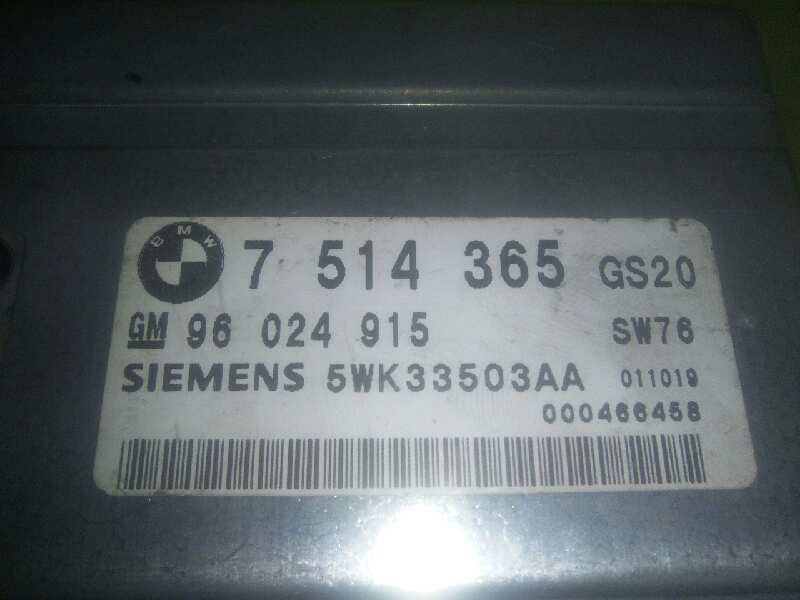 BMW 7 514 365 GS20
GM 96 024 915 SW76
SIEMENS 5WK33503AA 011019
000466458